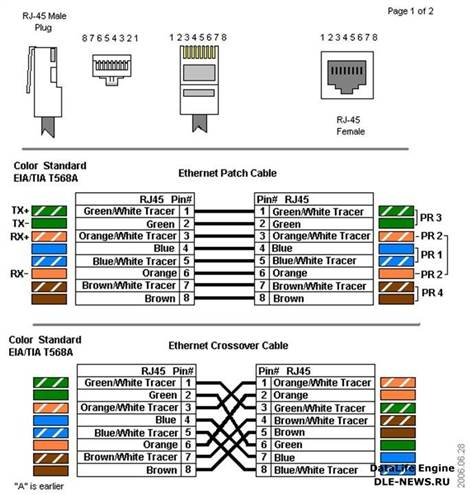 Page 1 of 2
RJ-45 Male
Plug
87654321
12345678
12345678
RJ-45
Female
Color Standard
EIA/TIA T568A
Ethernet Patch Cable
RJ45 Pin# Pin# RJ45
TX+ Green/White Tracer 1 1 Green/White Tracer
TX- Green 2 2 Green
PR 3
RX+ Orange/White Tracer 3 3 Orange/White Tracer PR 2
Blue 4 4 Blue
Blue/White Tracer 5 5 Blue/White Tracer
PR 1
RX- Orange 6 6 Orange PR 2
Brown/White Tracer 7 7 Brown/White Tracer
Brown 8 8 Brown
PR 4
Color Standard
EIA/TIA T568A
Ethernet Crossover Cable
RJ45 Pin# Pin# RJ45
Green/White Tracer 1 1 Orange/White Tracer
Green 2 2 Orange
Orange/White Tracer 3 3 Green/White Tracer
Blue 4 4 Brown/White Tracer
Blue/White Tracer 5 5 Brown
Orange 6 6 Green
Brown/White Tracer 7 7 Blue
Brown 8 8 Blue/White Tracer
"A" is earlier
2006.06.28
DataLife Engine
DLE-NEWS.RU